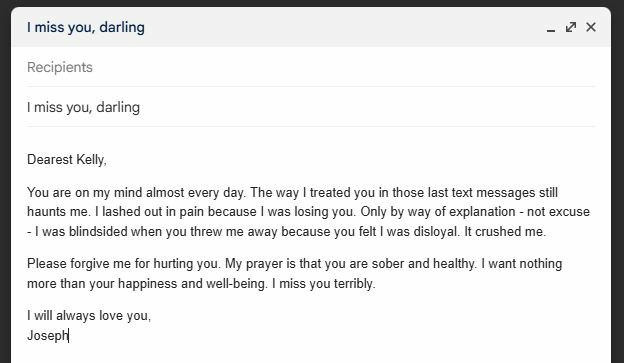 I miss you, darling
Recipients
I miss you, darling
Dearest Kelly,
You are on my mind almost every day. The way I treated you in those last text messages still
haunts me. I lashed out in pain because I was losing you. Only by way of explanation - not excuse
- I was blindsided when you threw me away because you felt I was disloyal. It crushed me.
Please forgive me for hurting you. My prayer is that you are sober and healthy. I want nothing
more than your happiness and well-being. I miss you terribly.
I will always love you,
Joseph